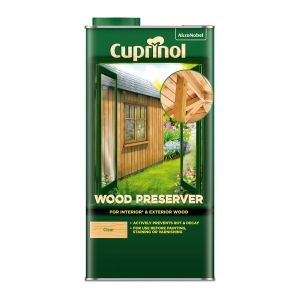 AkzoNobel
Cuprinol
WOOD PRESERVER
FOR INTERIOR* & EXTERIOR WOOD
Clear
• ACTIVELY PREVENTS ROT & DECAY
• FOR USE BEFORE PAINTING,
STAINING OR VARNISHING